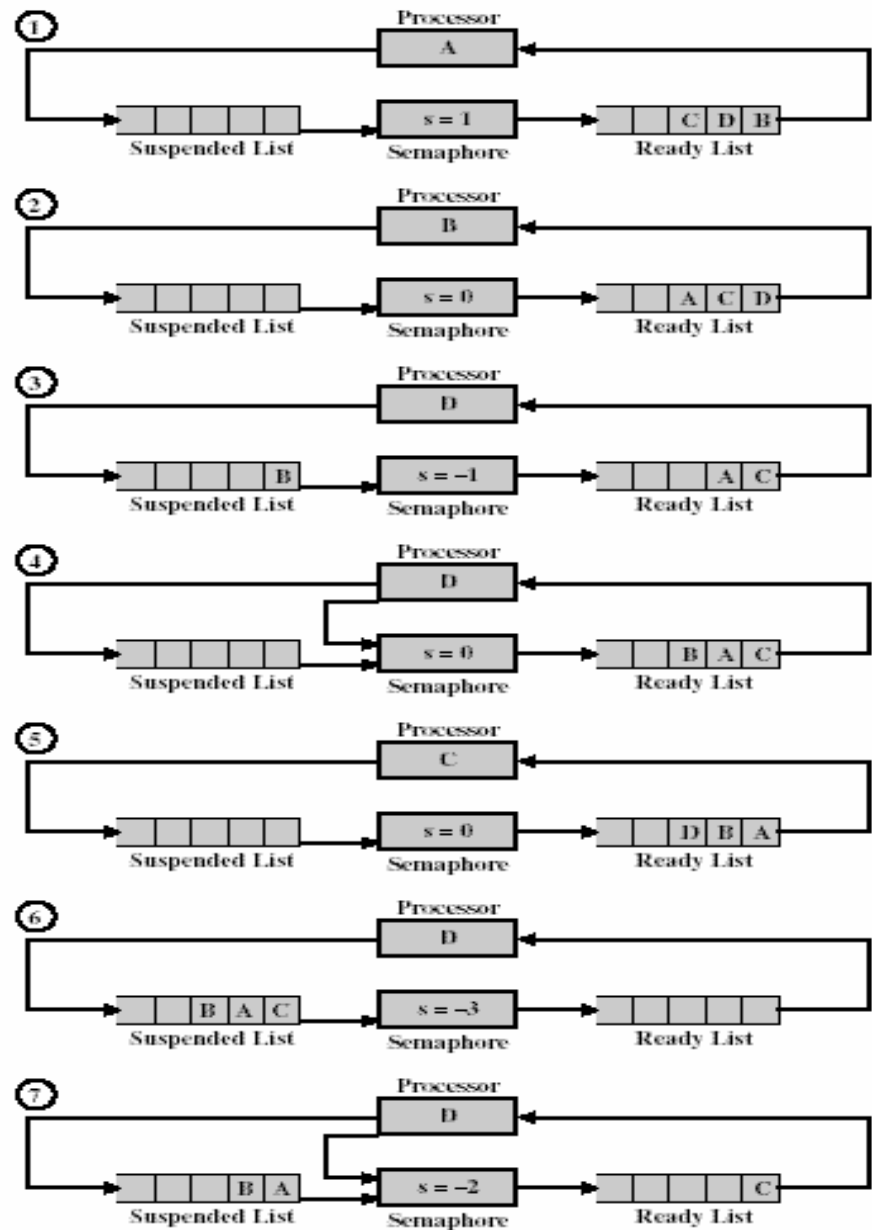 1
Processor
A
s = 1
C D B
Suspended List
Semaphore
Ready List
2
Processor
B
s = 0
A C D
Suspended List
Semaphore
Ready List
3
Processor
D
B
s = −1
A C
Suspended List
Semaphore
Ready List
4
Processor
D
s = 0
B A C
Suspended List
Semaphore
Ready List
5
Processor
C
s = 0
D B A
Suspended List
Semaphore
Ready List
6
Processor
D
B A C
s = −3
Suspended List
Semaphore
Ready List
7
Processor
D
B A
s = −2
C
Suspended List
Semaphore
Ready List